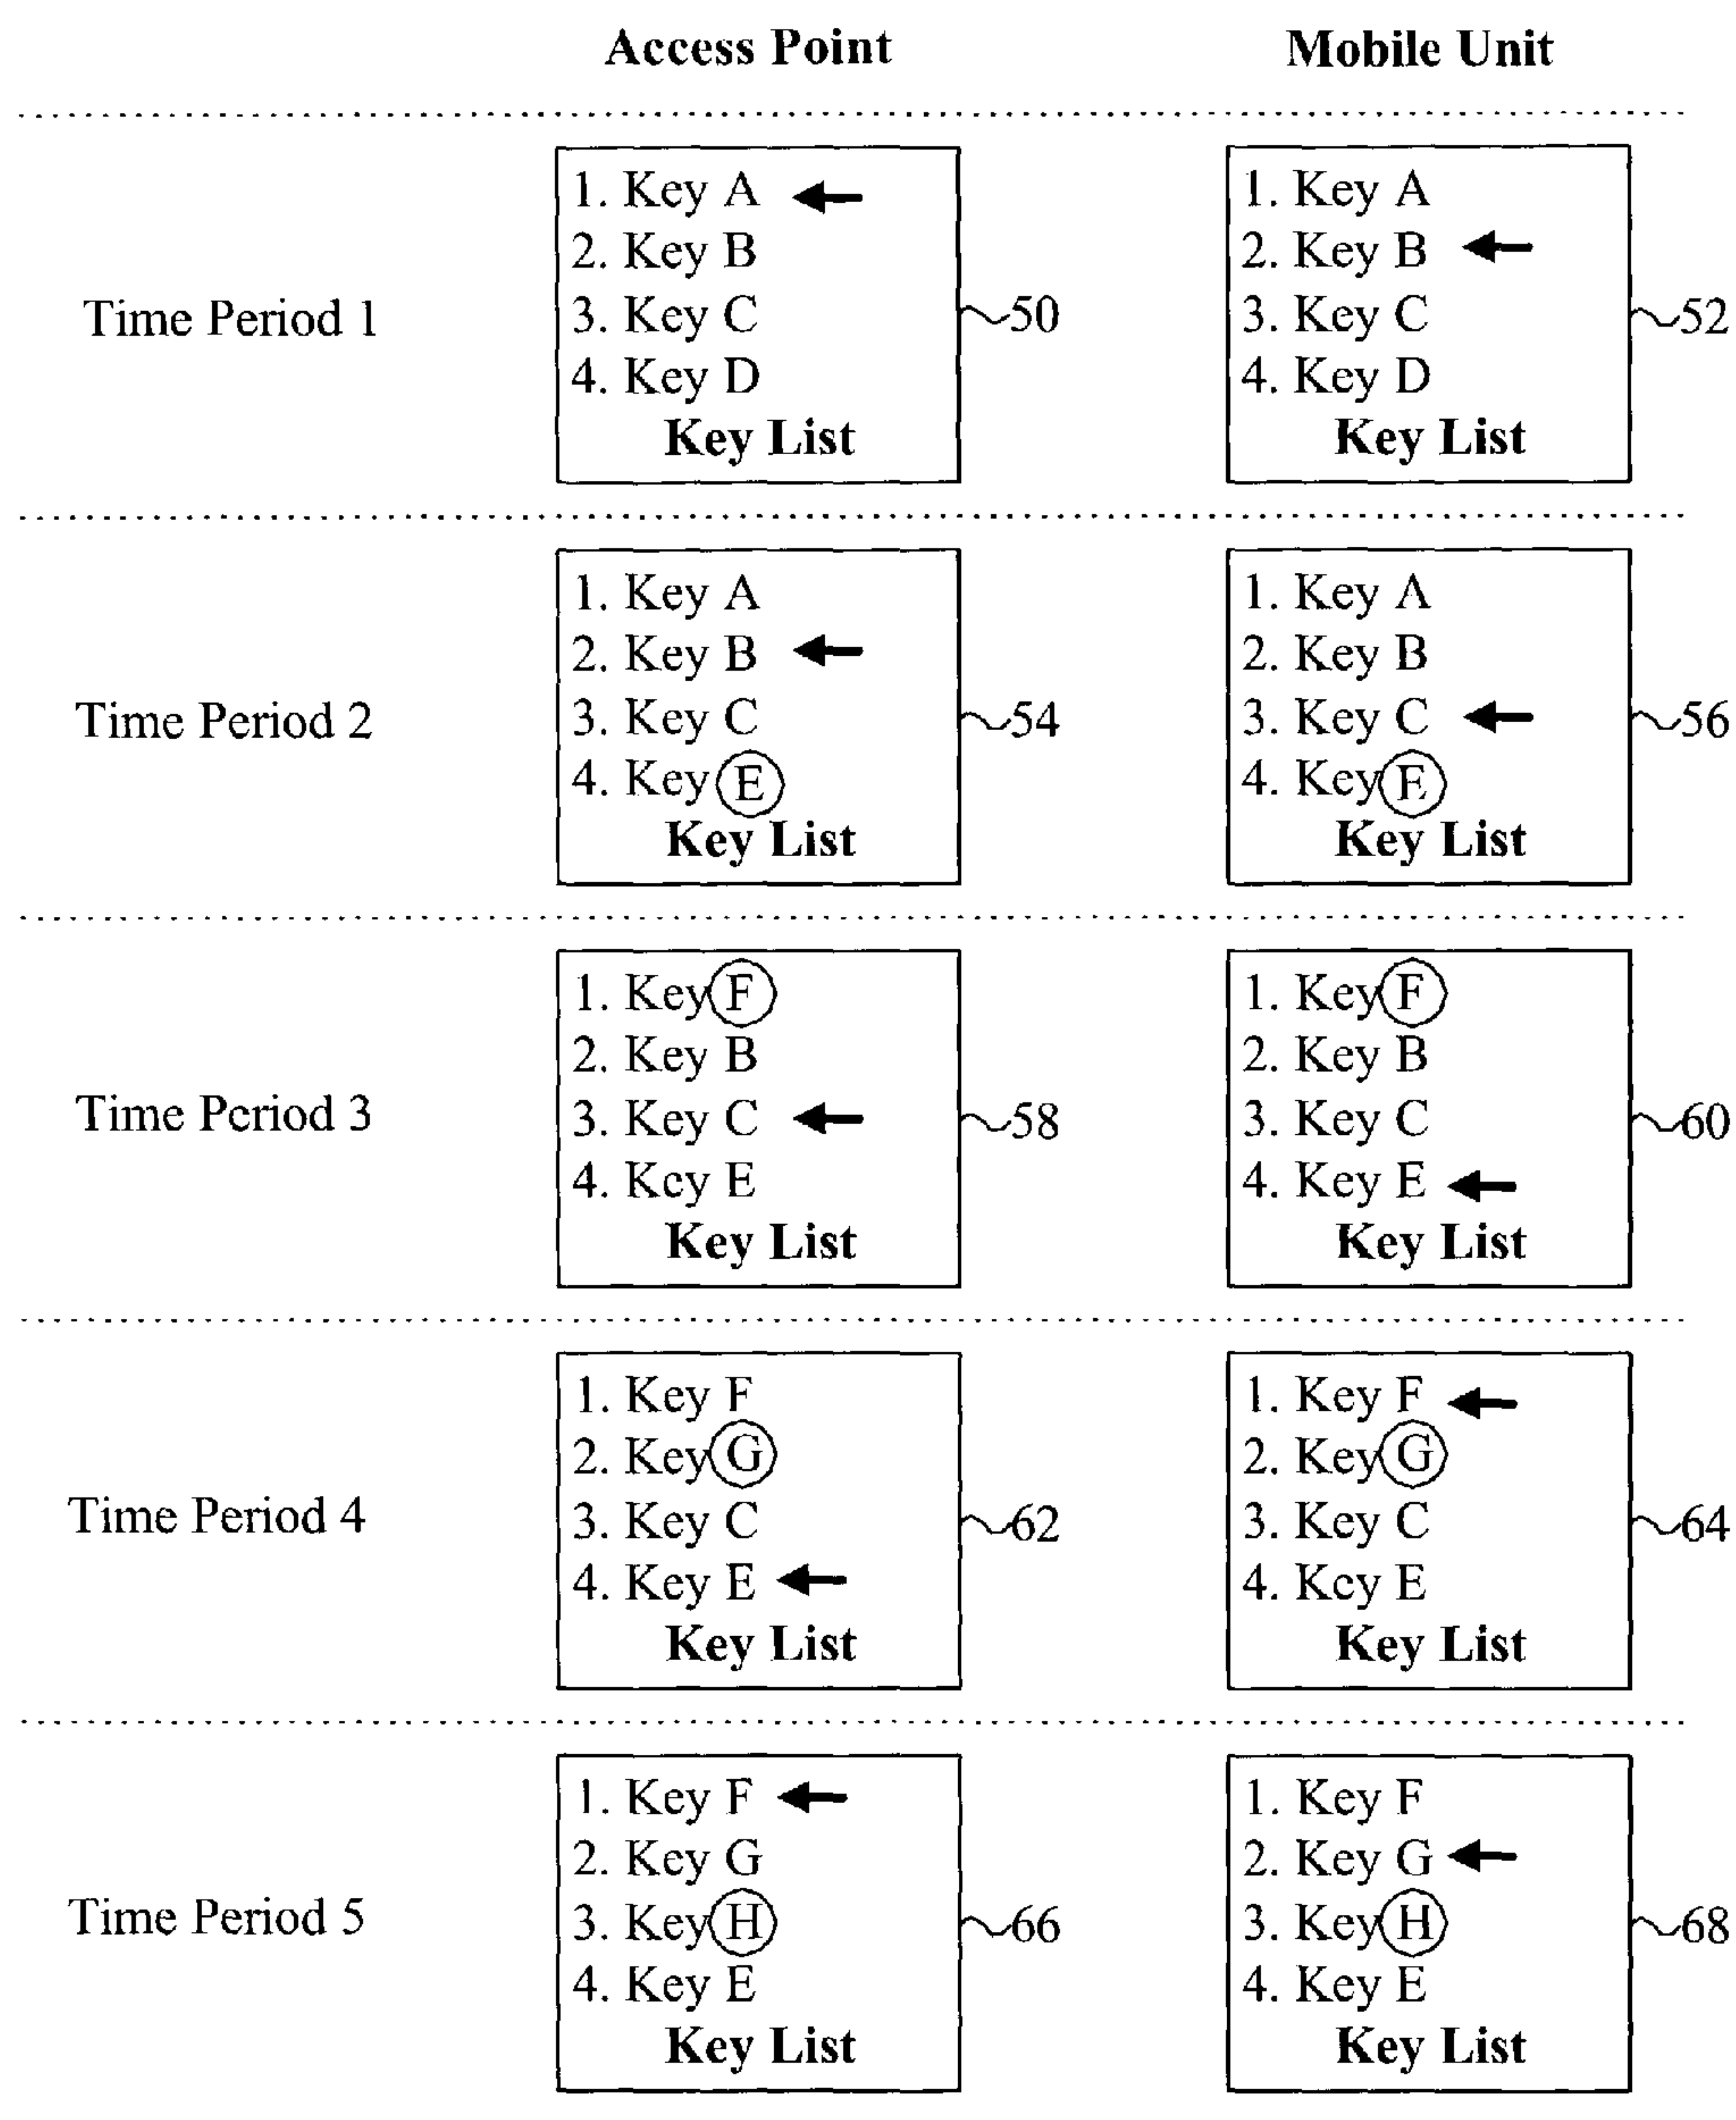 Access Point Mobile Unit
Time Period 1
1. Key A
2. Key B
3. Key C
4. Key D
Key List
50
1. Key A
2. Key B
3. Key C
4. Key D
Key List
52
Time Period 2
1. Key A
2. Key B
3. Key C
4. Key E
Key List
54
1. Key A
2. Key B
3. Key C
4. Key E
Key List
56
Time Period 3
1. Key F
2. Key B
3. Key C
4. Key E
Key List
58
1. Key F
2. Key B
3. Key C
4. Key E
Key List
60
Time Period 4
1. Key F
2. Key G
3. Key C
4. Key E
Key List
62
1. Key F
2. Key G
3. Key C
4. Key E
Key List
64
Time Period 5
1. Key F
2. Key G
3. Key H
4. Key E
Key List
66
1. Key F
2. Key G
3. Key H
4. Key E
Key List
68